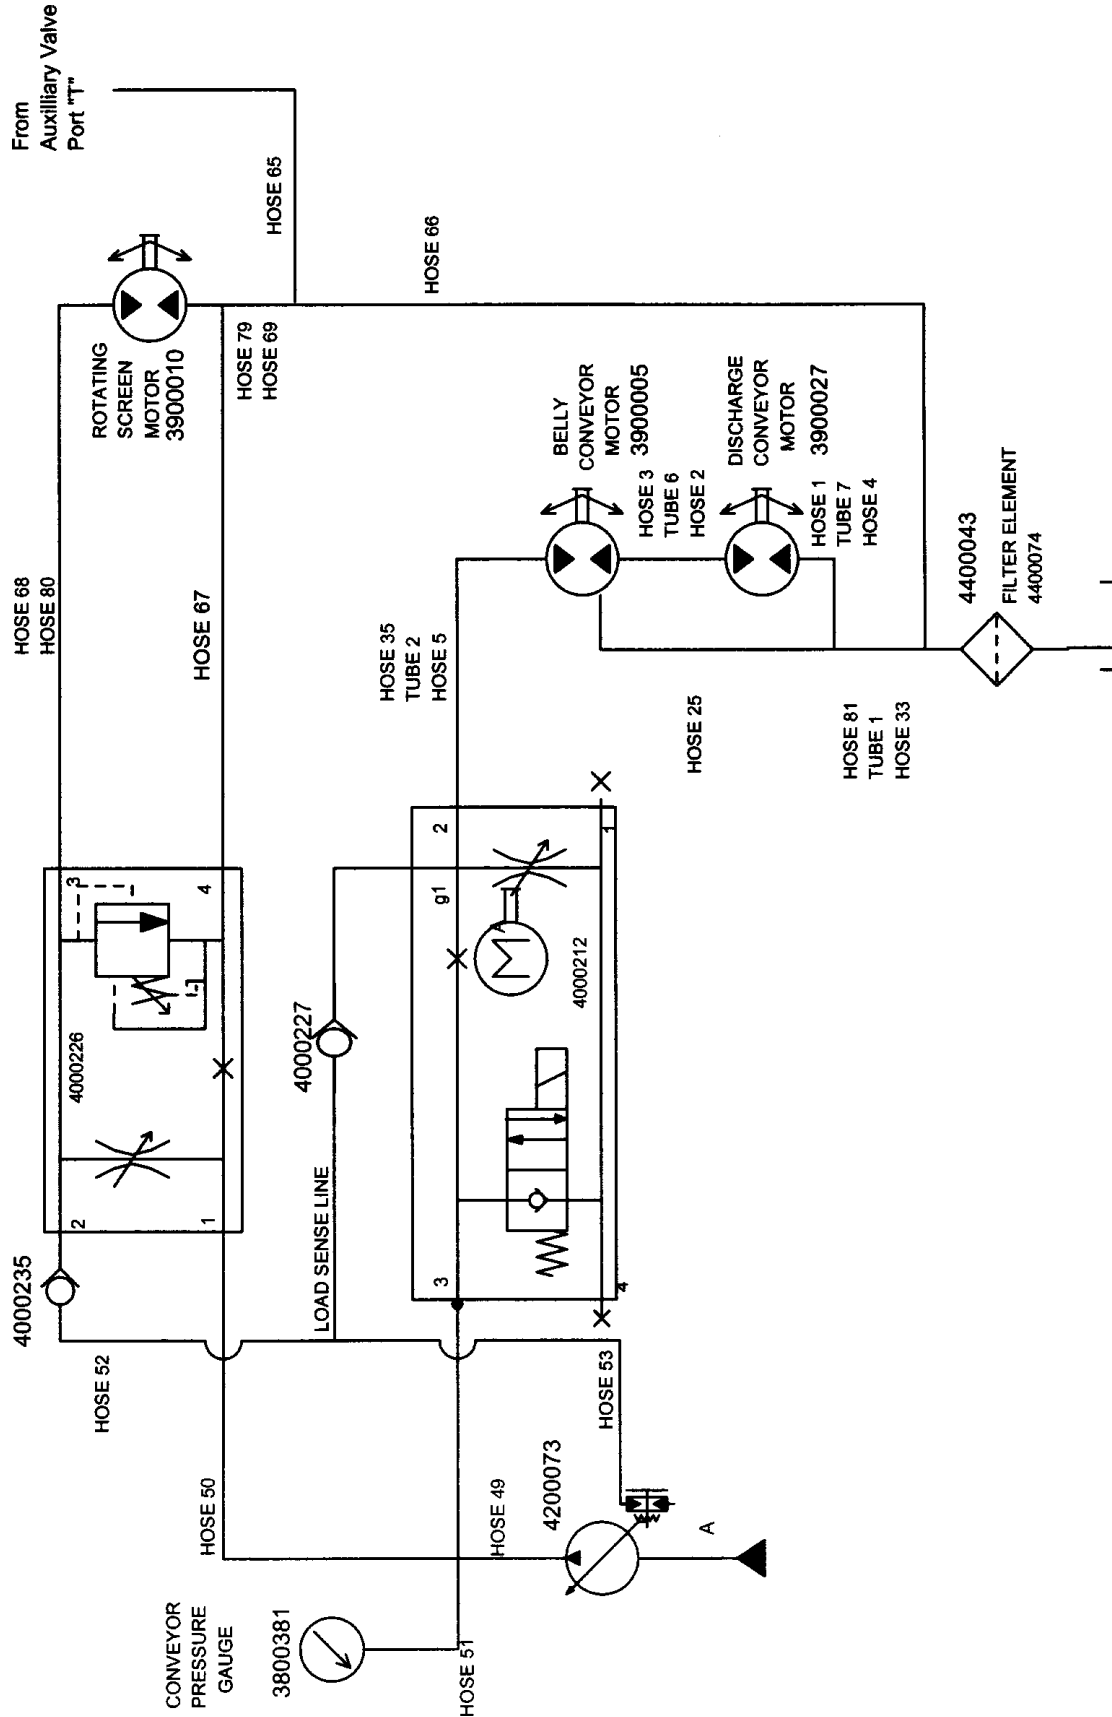 From
Auxilliary Valve
Port "T"
HOSE 65
HOSE 66
ROTATING
SCREEN
MOTOR
3900010
HOSE 79
HOSE 69
HOSE 68
HOSE 80
HOSE 67
BELLY
CONVEYOR
MOTOR
3900005
HOSE 3
TUBE 6
HOSE 2
DISCHARGE
CONVEYOR
MOTOR
3900027
HOSE 1
TUBE 7
HOSE 4
4400043
FILTER ELEMENT
4400074
HOSE 35
TUBE 2
HOSE 5
HOSE 25
HOSE 81
TUBE 1
HOSE 33
3
4
4000226
2
1
4000227
2
1
g1
M
A
4000212
3
4
4000235
LOAD SENSE LINE
HOSE 52
HOSE 53
HOSE 50
HOSE 49
4200073
A
CONVEYOR
PRESSURE
GAUGE
3800381
HOSE 51